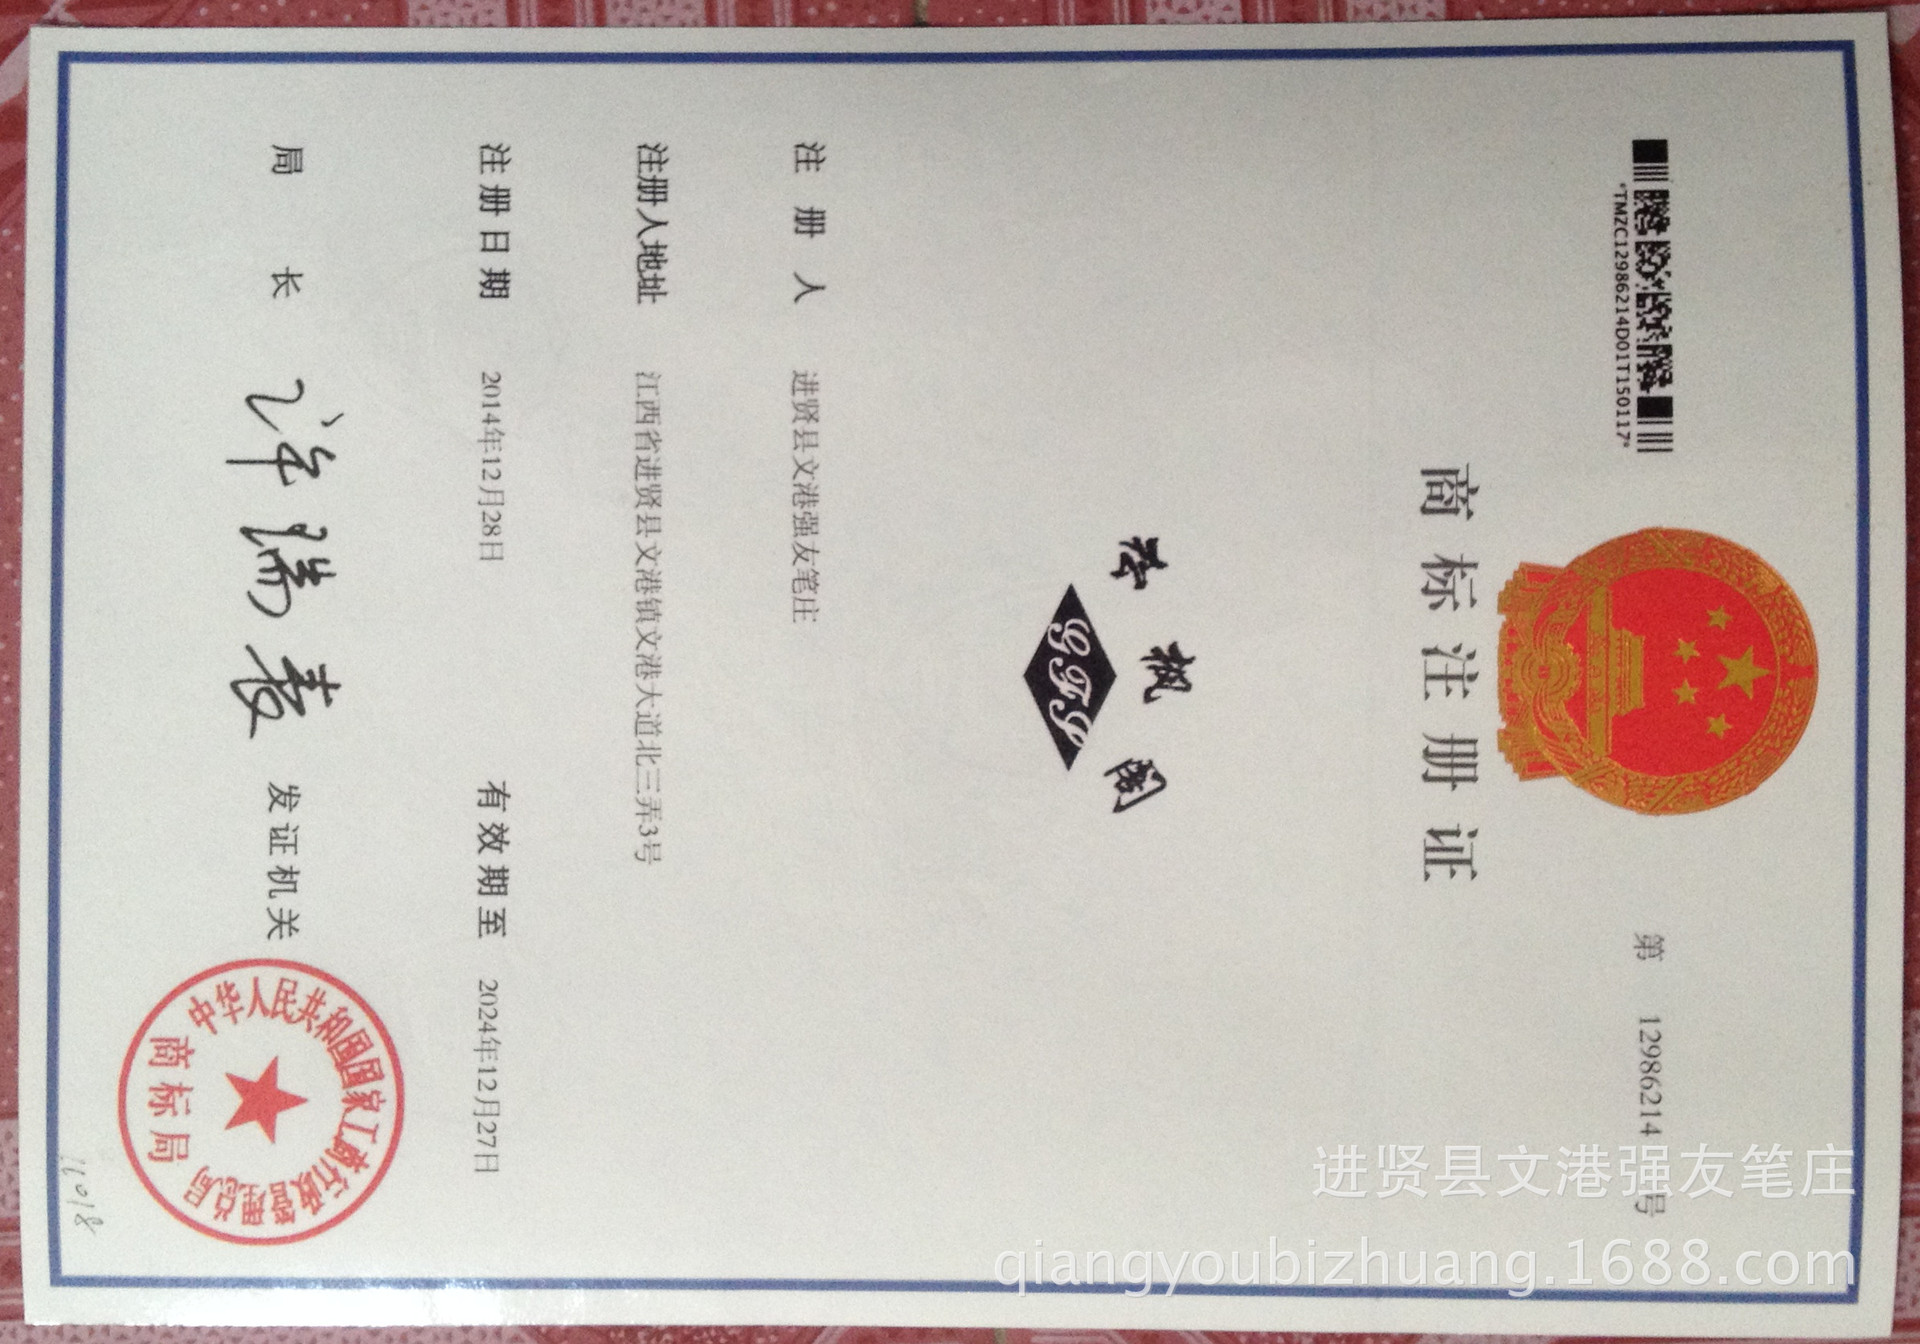 *TMZC12986214D01T150117*
第 12986214 号
商标注册证
枫
阁
GTS
注册人 进贤县文港强友笔庄
注册人地址 江西省进贤县文港镇文港大道北三弄3号
注册日期 2014年12月28日 有效期至 2024年12月27日
局长 许瑞表 发证机关
中华人民共和国国家工商行政管理总局
商标局
进贤县文港强友笔庄
qiangyoubizhuang.1688.com